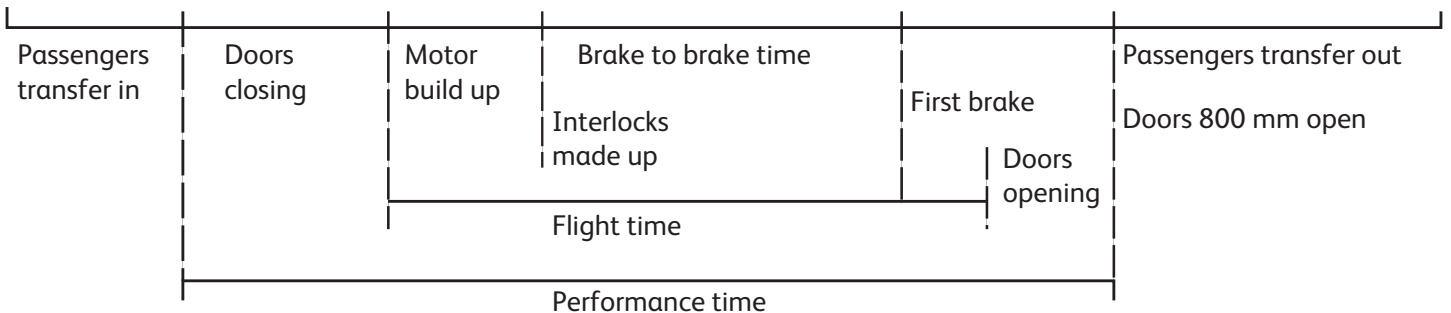 Passengers
transfer in
Doors
closing
Motor
build up
Brake to brake time
Interlocks
made up
First brake
Doors
opening
Passengers transfer out
Doors 800 mm open
Flight time
Performance time